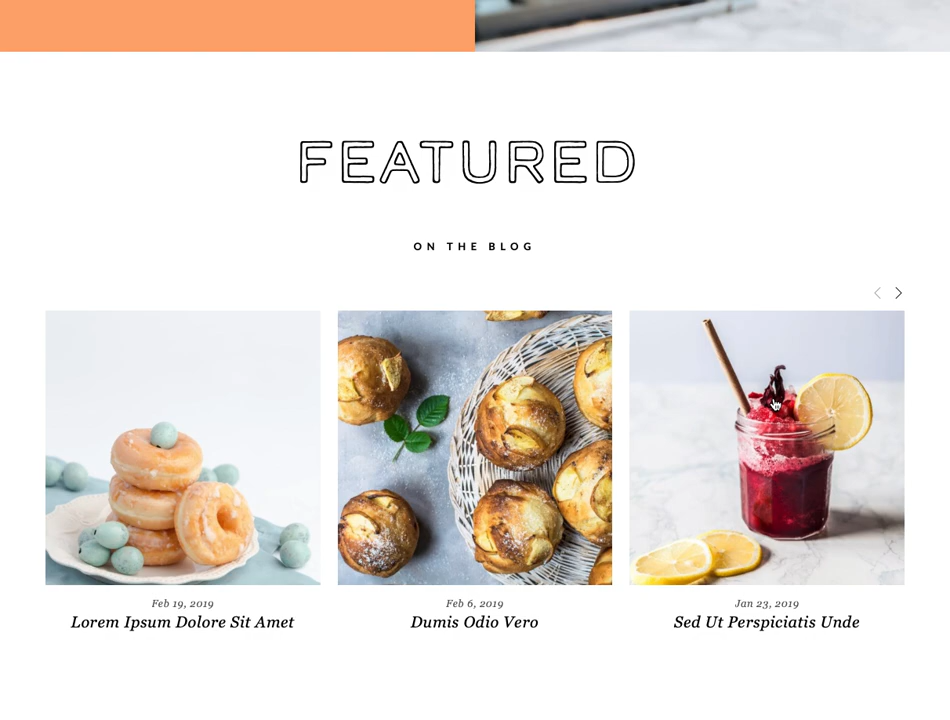 FEATURED
ON THE BLOG
Feb 19, 2019
Lorem Ipsum Dolore Sit Amet
Feb 6, 2019
Dumis Odio Vero
Jan 23, 2019
Sed Ut Perspiciatis Unde